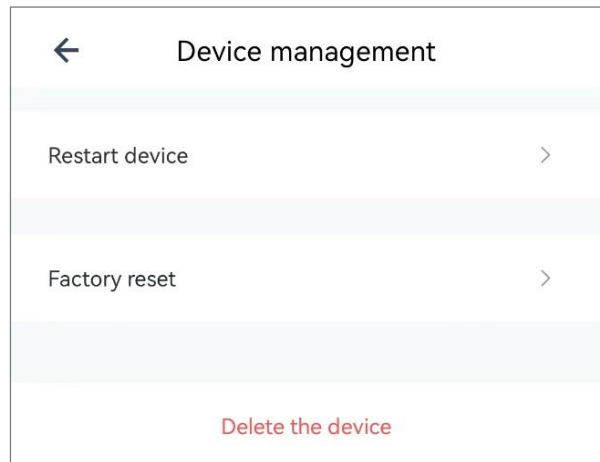 Device management
Restart device
Factory reset
Delete the device